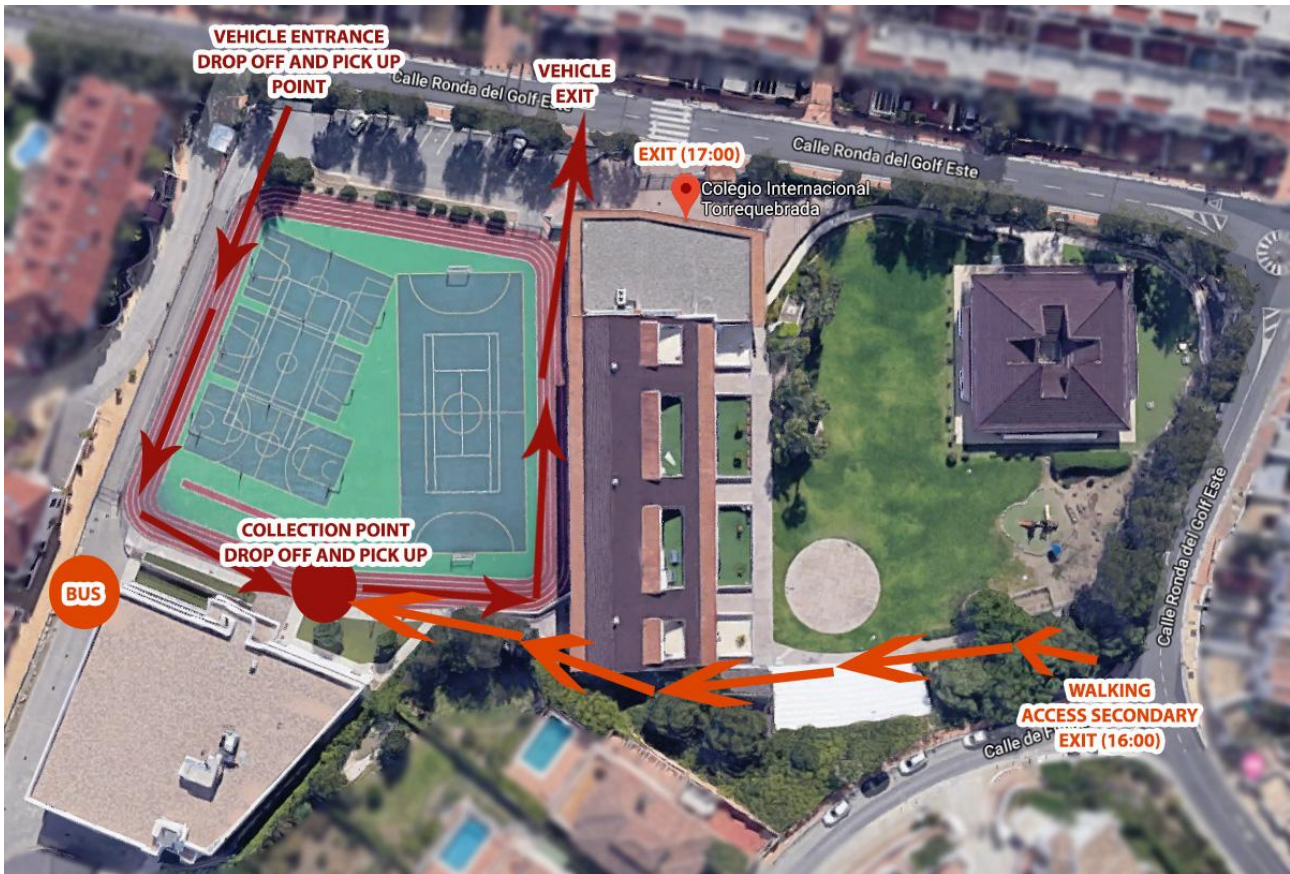 VEHICLE ENTRANCE
DROP OFF AND PICK UP
POINT
VEHICLE
EXIT
Calle Ronda del Golf Este
EXIT (17:00)
Calle Ronda del Golf Este
Colegio Internacional
Torrequebrada
COLLECTION POINT
DROP OFF AND PICK UP
BUS
Calle Ronda del Golf Este
WALKING
ACCESS SECONDARY
EXIT (16:00)
Calle de